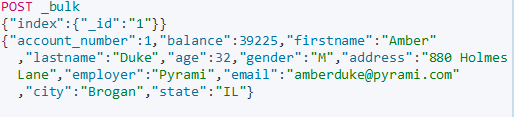 POST _bulk
{"index":{"_id":"1"}}
{"account_number":1,"balance":39225,"firstname":"Amber"
,"lastname":"Duke","age":32,"gender":"M","address":"880 Holmes
Lane","employer":"Pyrami","email":"amberduke@pyrami.com"
,"city":"Brogan","state":"IL"}